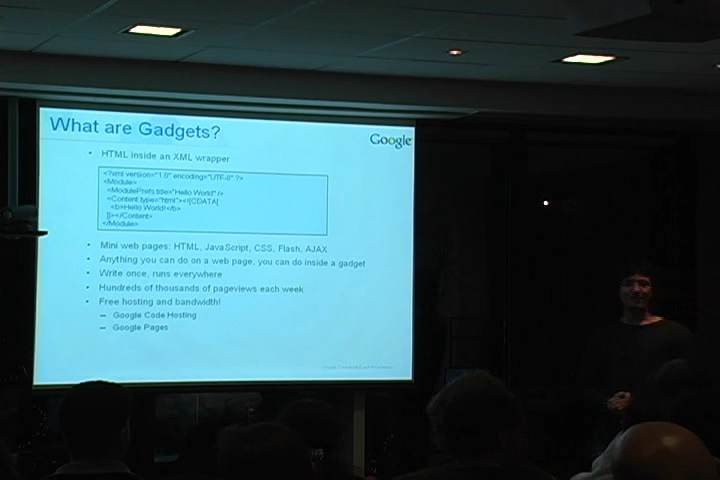 What are Gadgets?
Google
• HTML inside an XML wrapper
<?xml version="1.0" encoding="UTF-8" ?>
<Module>
<ModulePrefs title="Hello World" />
<Content type="html"><![CDATA[
<b>Hello World!</b>
]]></Content>
</Module>
• Mini web pages: HTML, JavaScript, CSS, Flash, AJAX
• Anything you can do on a web page, you can do inside a gadget
• Write once, runs everywhere
• Hundreds of thousands of pageviews each week
• Free hosting and bandwidth!
– Google Code Hosting
– Google Pages